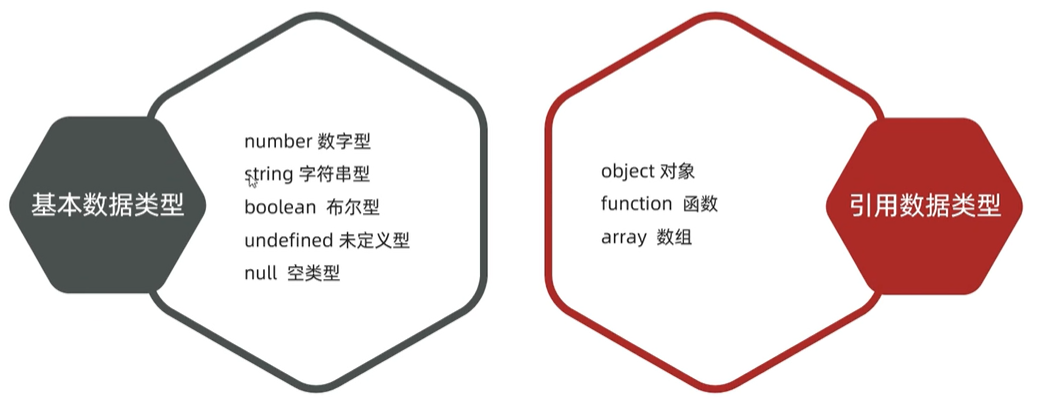 基本数据类型
number 数字型
string 字符串型
boolean 布尔型
undefined 未定义型
null 空类型
object 对象
function 函数
array 数组
引用数据类型